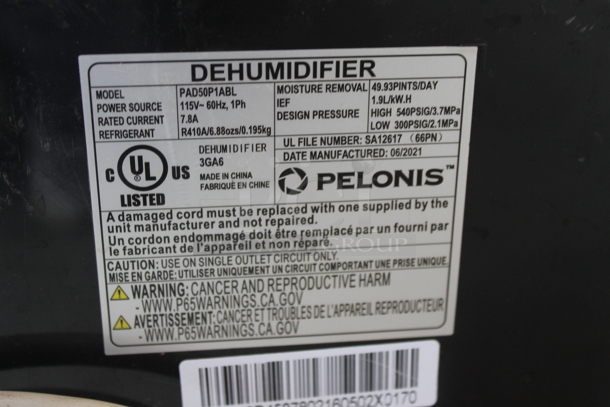 DEHUMIDIFIER
MODEL PAD50P1ABL
POWER SOURCE 115V~ 60Hz, 1Ph
RATED CURRENT 7.8A
REFRIGERANT R410A/6.88ozs/0.195kg
MOISTURE REMOVAL 49.93PINTS/DAY
IEF 1.9L/kW.H
DESIGN PRESSURE HIGH 540PSIG/3.7MPa
LOW 300PSIG/2.1MPa
UL FILE NUMBER: SA12617 (66PN)
DATE MANUFACTURED: 06/2021
C UL US
LISTED
DEHUMIDIFIER
3GA6
MADE IN CHINA
FABRIQUÉ EN CHINE
PELONIS™
A damaged cord must be replaced with one supplied by the
unit manufacturer and not repaired.
Un cordon endommagé doit être remplacé par un fourni par
le fabricant de l'appareil et non réparé.
CAUTION: USE ON SINGLE OUTLET CIRCUIT ONLY.
MISE EN GARDE: UTILISER UNIQUEMENT UN CIRCUIT COMPORTANT UNE PRISE UNIQUE.
WARNING: CANCER AND REPRODUCTIVE HARM
- WWW.P65WARNINGS.CA.GOV
AVERTISSEMENT: CANCER ET TROUBLES DE L'APPAREIL REPRODUCTEUR
- WWW.P65WARNINGS.CA.GOV
GROUP